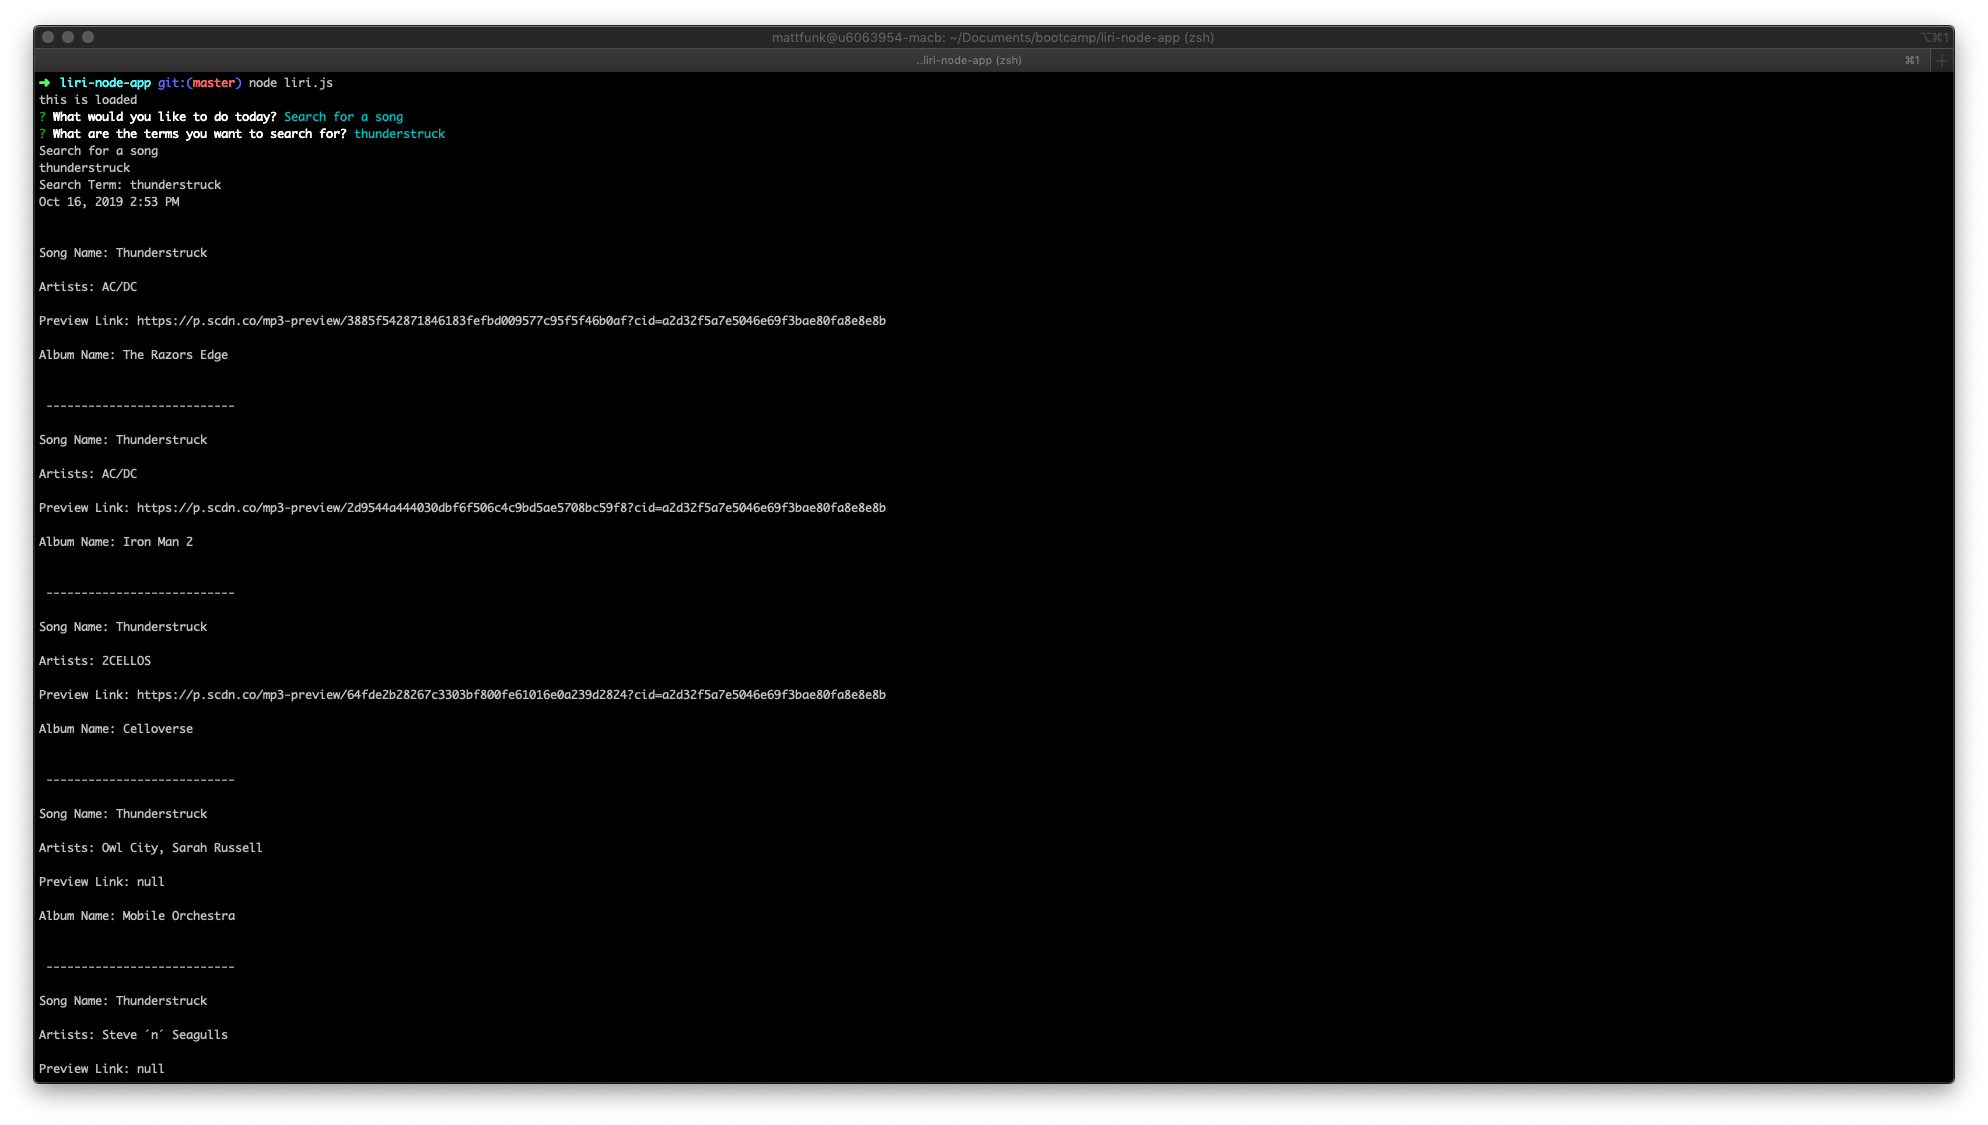 mattfunk@u6063954-macb: ~/Documents/bootcamp/liri-node-app (zsh)
⌥⌘1
..liri-node-app (zsh)
⌘1
➜ liri-node-app git:(master) node liri.js
this is loaded
? What would you like to do today? Search for a song
? What are the terms you want to search for? thunderstruck
Search for a song
thunderstruck
Search Term: thunderstruck
Oct 16, 2019 2:53 PM
Song Name: Thunderstruck
Artists: AC/DC
Preview Link: https://p.scdn.co/mp3-preview/3885f542871846183fefbd009577c95f5f46b0af?cid=a2d32f5a7e5046e69f3bae80fa8e8e8b
Album Name: The Razors Edge
---------------------------
Song Name: Thunderstruck
Artists: AC/DC
Preview Link: https://p.scdn.co/mp3-preview/2d9544a444030dbf6f506c4c9bd5ae5708bc59f8?cid=a2d32f5a7e5046e69f3bae80fa8e8e8b
Album Name: Iron Man 2
---------------------------
Song Name: Thunderstruck
Artists: 2CELLOS
Preview Link: https://p.scdn.co/mp3-preview/64fde2b28267c3303bf800fe61016e0a239d2824?cid=a2d32f5a7e5046e69f3bae80fa8e8e8b
Album Name: Celloverse
---------------------------
Song Name: Thunderstruck
Artists: Owl City, Sarah Russell
Preview Link: null
Album Name: Mobile Orchestra
---------------------------
Song Name: Thunderstruck
Artists: Steve ´n´ Seagulls
Preview Link: null